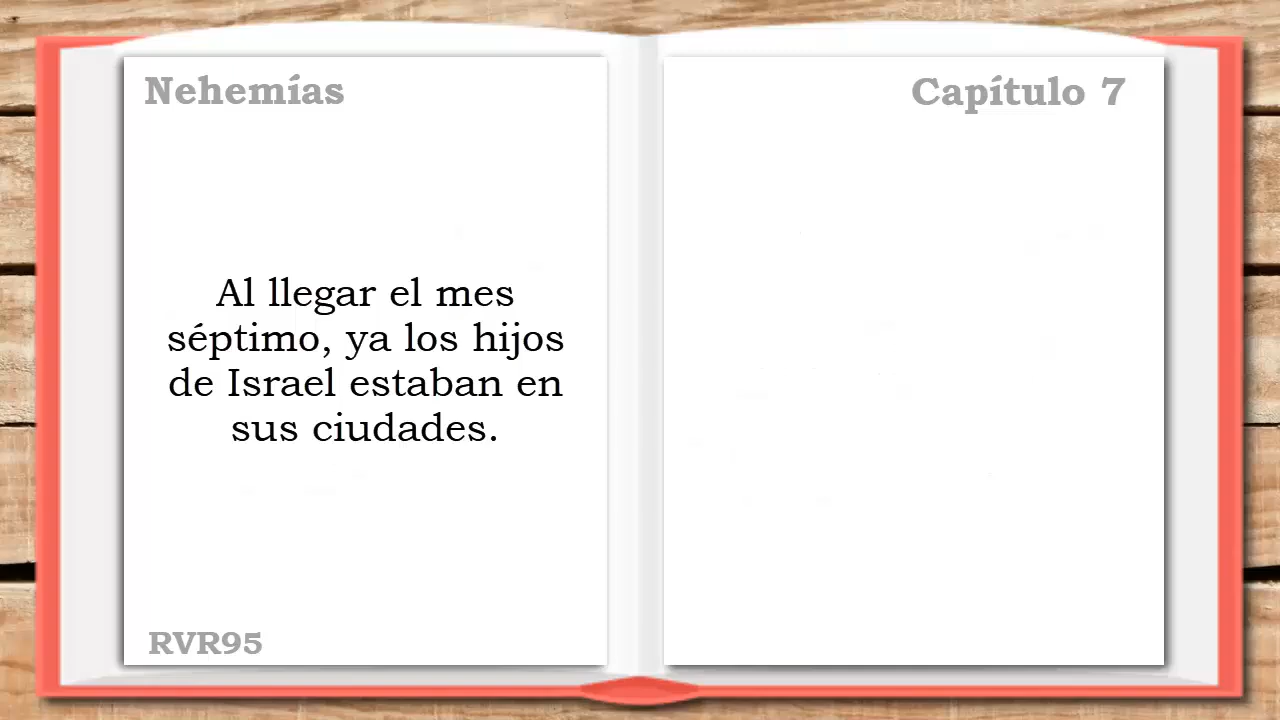 Nehemías
Capítulo 7
Al llegar el mes
séptimo, ya los hijos
de Israel estaban en
sus ciudades.
RVR95